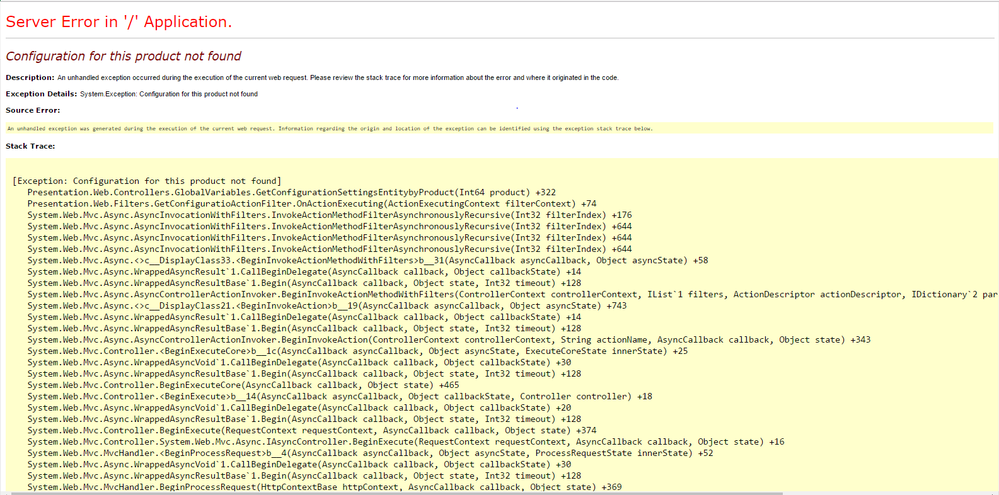 Server Error in '/' Application.
Configuration for this product not found
Description: An unhandled exception occurred during the execution of the current web request. Please review the stack trace for more information about the error and where it originated in the code.
Exception Details: System.Exception: Configuration for this product not found
Source Error:
An unhandled exception was generated during the execution of the current web request. Information regarding the origin and location of the exception can be identified using the exception stack trace below.
Stack Trace:
[Exception: Configuration for this product not found]
Presentation.Web.Controllers.GlobalVariables.GetConfigurationSettingsEntitybyProduct(Int64 product) +322
Presentation.Web.Filters.GetConfiguratioActionFilter.OnActionExecuting(ActionExecutingContext filterContext) +74
System.Web.Mvc.Async.AsyncInvocationWithFilters.InvokeActionMethodFilterAsynchronouslyRecursive(Int32 filterIndex) +176
System.Web.Mvc.Async.AsyncInvocationWithFilters.InvokeActionMethodFilterAsynchronouslyRecursive(Int32 filterIndex) +644
System.Web.Mvc.Async.AsyncInvocationWithFilters.InvokeActionMethodFilterAsynchronouslyRecursive(Int32 filterIndex) +644
System.Web.Mvc.Async.AsyncInvocationWithFilters.InvokeActionMethodFilterAsynchronouslyRecursive(Int32 filterIndex) +644
System.Web.Mvc.Async.<>c__DisplayClass33.<BeginInvokeActionMethodWithFilters>b__31(AsyncCallback asyncCallback, Object asyncState) +58
System.Web.Mvc.Async.WrappedAsyncResult`1.CallBeginDelegate(AsyncCallback callback, Object callbackState) +14
System.Web.Mvc.Async.WrappedAsyncResultBase`1.Begin(AsyncCallback callback, Object state, Int32 timeout) +128
System.Web.Mvc.Async.AsyncControllerActionInvoker.BeginInvokeActionMethodWithFilters(ControllerContext controllerContext, IList`1 filters, ActionDescriptor actionDescriptor, IDictionary`2 par
System.Web.Mvc.Async.<>c__DisplayClass21.<BeginInvokeAction>b__19(AsyncCallback asyncCallback, Object asyncState) +743
System.Web.Mvc.Async.WrappedAsyncResult`1.CallBeginDelegate(AsyncCallback callback, Object callbackState) +14
System.Web.Mvc.Async.WrappedAsyncResultBase`1.Begin(AsyncCallback callback, Object state, Int32 timeout) +128
System.Web.Mvc.Async.AsyncControllerActionInvoker.BeginInvokeAction(ControllerContext controllerContext, String actionName, AsyncCallback callback, Object state) +343
System.Web.Mvc.Controller.<BeginExecuteCore>b__1c(AsyncCallback asyncCallback, Object asyncState, ExecuteCoreState innerState) +25
System.Web.Mvc.Async.WrappedAsyncVoid`1.CallBeginDelegate(AsyncCallback callback, Object callbackState) +30
System.Web.Mvc.Async.WrappedAsyncResultBase`1.Begin(AsyncCallback callback, Object state, Int32 timeout) +128
System.Web.Mvc.Controller.BeginExecuteCore(AsyncCallback callback, Object state) +465
System.Web.Mvc.Controller.<BeginExecute>b__14(AsyncCallback asyncCallback, Object callbackState, Controller controller) +18
System.Web.Mvc.Async.WrappedAsyncVoid`1.CallBeginDelegate(AsyncCallback callback, Object callbackState) +20
System.Web.Mvc.Async.WrappedAsyncResultBase`1.Begin(AsyncCallback callback, Object state, Int32 timeout) +128
System.Web.Mvc.Controller.BeginExecute(RequestContext requestContext, AsyncCallback callback, Object state) +374
System.Web.Mvc.Controller.System.Web.Mvc.Async.IAsyncController.BeginExecute(RequestContext requestContext, AsyncCallback callback, Object state) +16
System.Web.Mvc.MvcHandler.<BeginProcessRequest>b__4(AsyncCallback asyncCallback, Object asyncState, ProcessRequestState innerState) +52
System.Web.Mvc.Async.WrappedAsyncVoid`1.CallBeginDelegate(AsyncCallback callback, Object callbackState) +30
System.Web.Mvc.Async.WrappedAsyncResultBase`1.Begin(AsyncCallback callback, Object state, Int32 timeout) +128
System.Web.Mvc.MvcHandler.BeginProcessRequest(HttpContextBase httpContext, AsyncCallback callback, Object state) +369